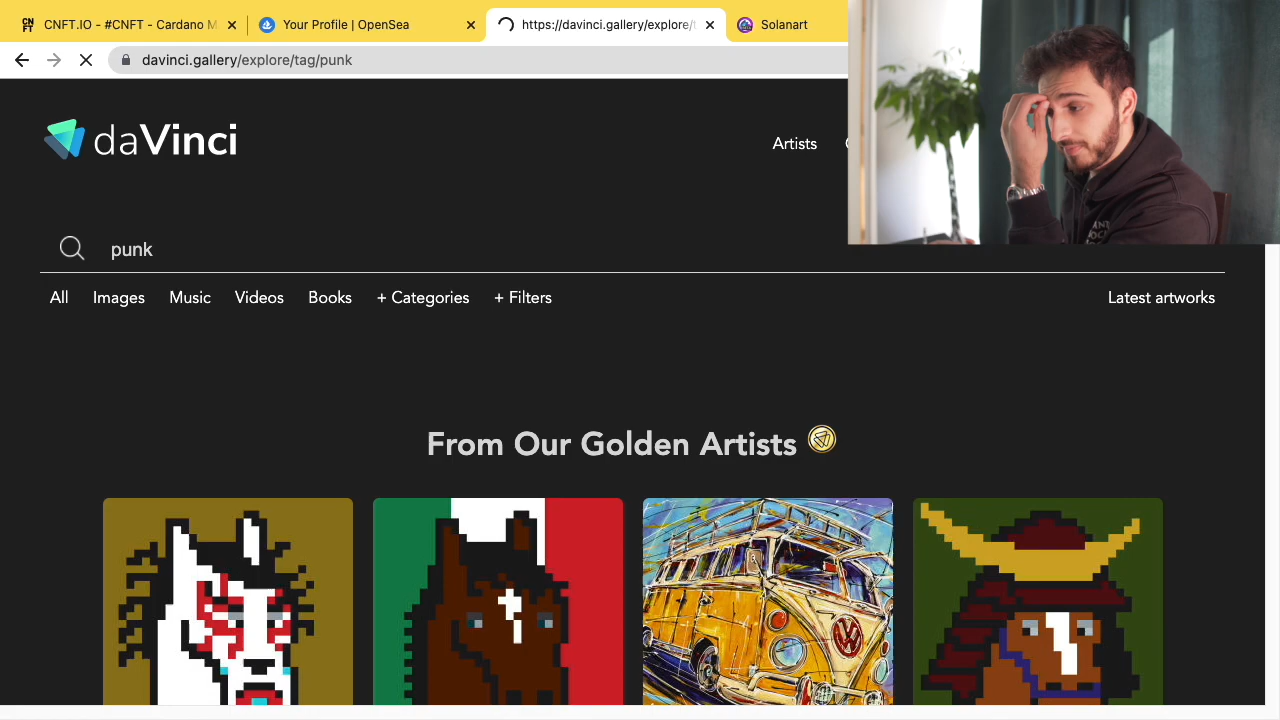 CNFT.IO - #CNFT - Cardano M
Your Profile | OpenSea
https://davinci.gallery/explore/t
Solanart
davinci.gallery/explore/tag/punk
daVinci
Artists
punk
All Images Music Videos Books + Categories + Filters Latest artworks
From Our Golden Artists